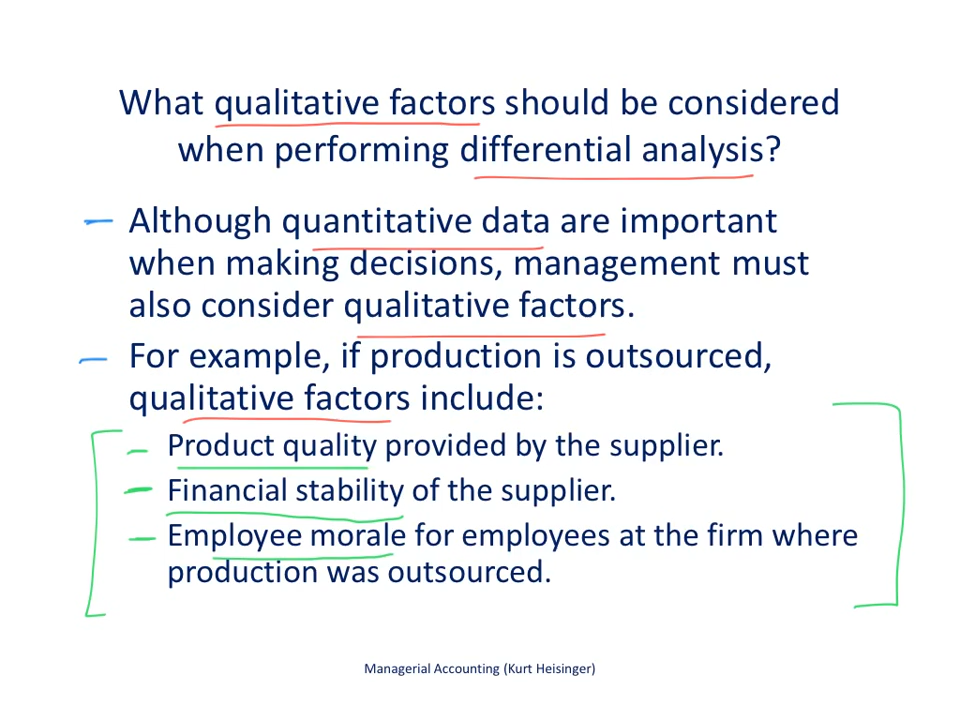 What qualitative factors should be considered
when performing differential analysis?
Although quantitative data are important
when making decisions, management must
also consider qualitative factors.
For example, if production is outsourced,
qualitative factors include:
Product quality provided by the supplier.
Financial stability of the supplier.
Employee morale for employees at the firm where
production was outsourced.
Managerial Accounting (Kurt Heisinger)